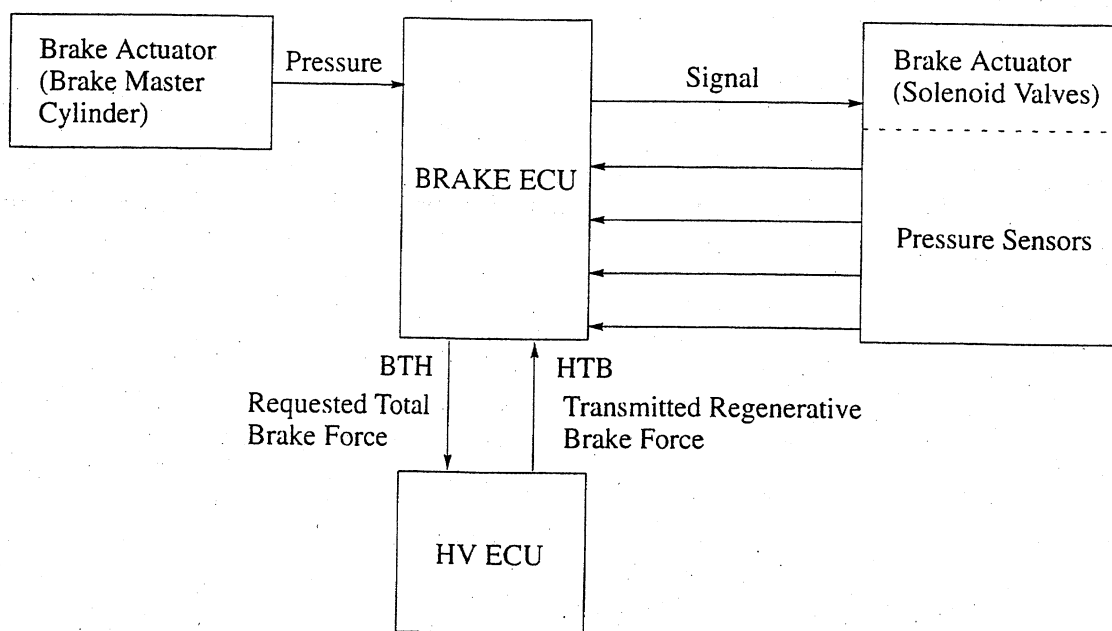 Brake Actuator
(Brake Master
Cylinder)
Pressure
BRAKE ECU
Signal
Brake Actuator
(Solenoid Valves)
Pressure Sensors
BTH
Requested Total
Brake Force
HTB
Transmitted Regenerative
Brake Force
HV ECU